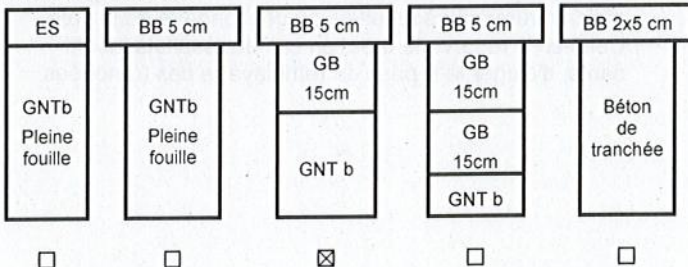 ES
GNTb
Pleine
fouille
BB 5 cm
GNTb
Pleine
fouille
BB 5 cm
GB
15cm
GNT b
BB 5 cm
GB
15cm
GB
15cm
GNT b
BB 2x5 cm
Béton
de
tranchée